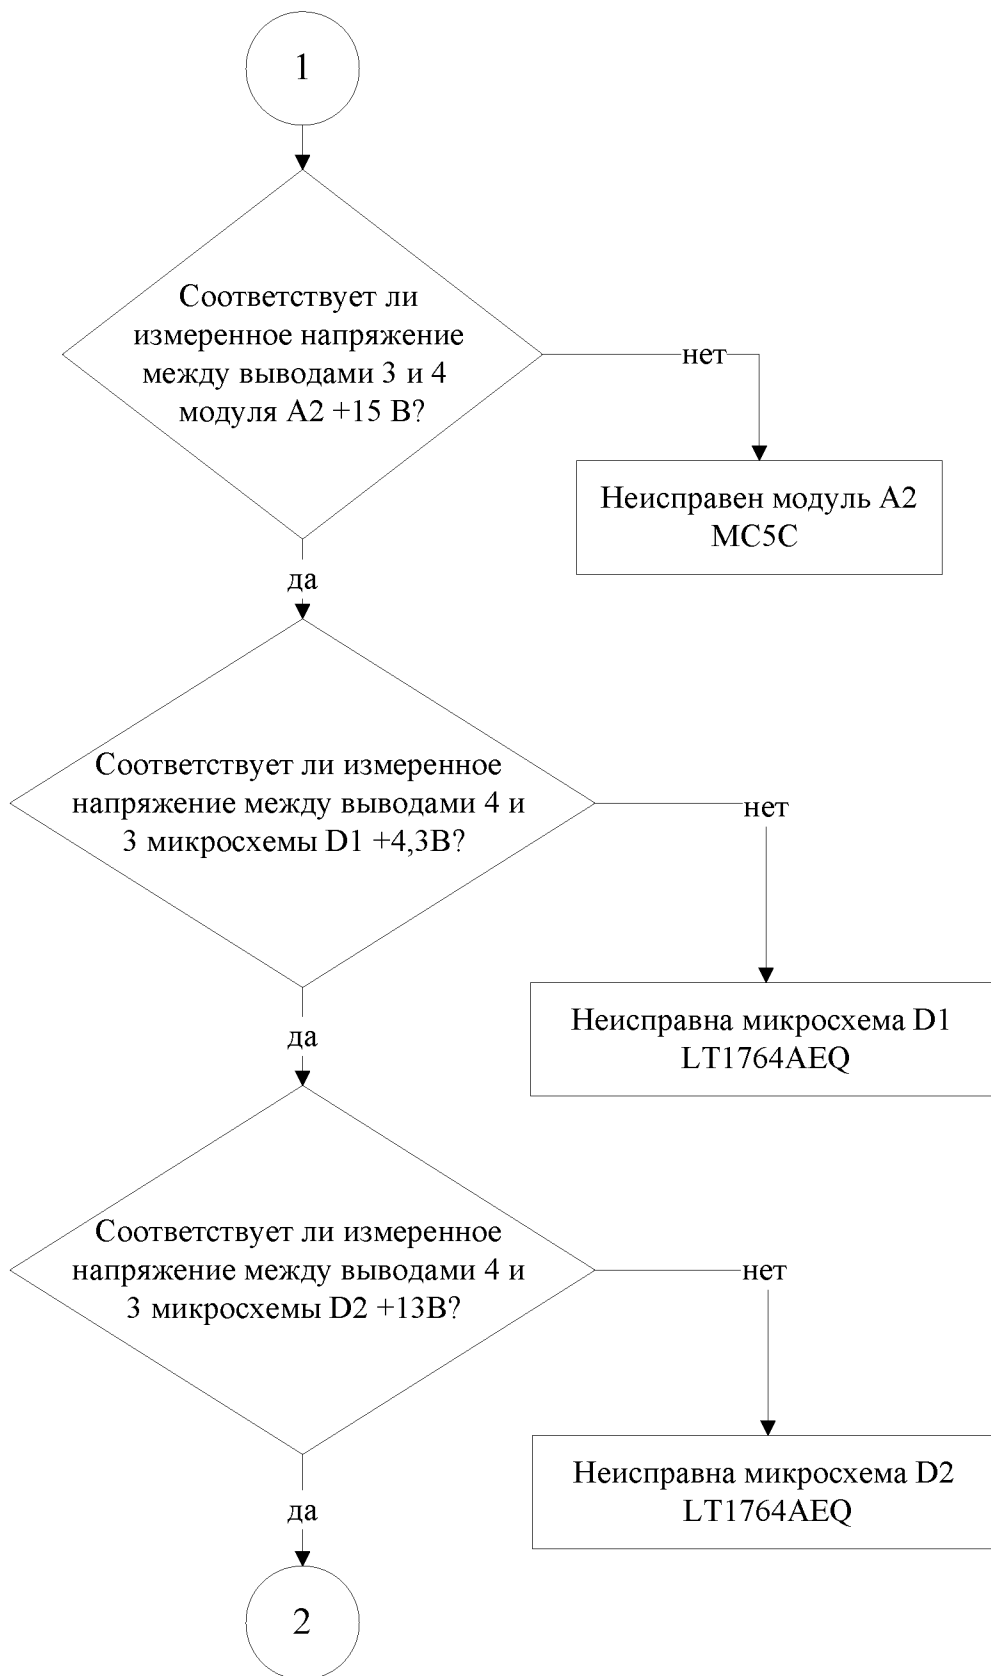 1
Соответствует ли
измеренное напряжение
между выводами 3 и 4
модуля А2 +15 В?
нет
Неисправен модуль А2
МС5С
да
Соответствует ли измеренное
напряжение между выводами 4 и
3 микросхемы D1 +4,3В?
нет
Неисправна микросхема D1
LT1764AEQ
да
Соответствует ли измеренное
напряжение между выводами 4 и
3 микросхемы D2 +13В?
нет
Неисправна микросхема D2
LT1764AEQ
да
2